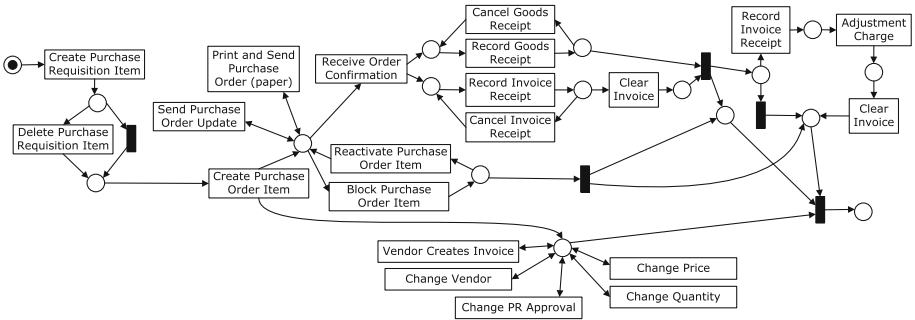 Create Purchase
Requisition Item
Delete Purchase
Requisition Item
Print and Send
Purchase
Order (paper)
Send Purchase
Order Update
Create Purchase
Order Item
Receive Order
Confirmation
Reactivate Purchase
Order Item
Block Purchase
Order Item
Cancel Goods
Receipt
Record Goods
Receipt
Record Invoice
Receipt
Cancel Invoice
Receipt
Clear
Invoice
Record
Invoice
Receipt
Adjustment
Charge
Clear
Invoice
Vendor Creates Invoice
Change Vendor
Change PR Approval
Change Price
Change Quantity